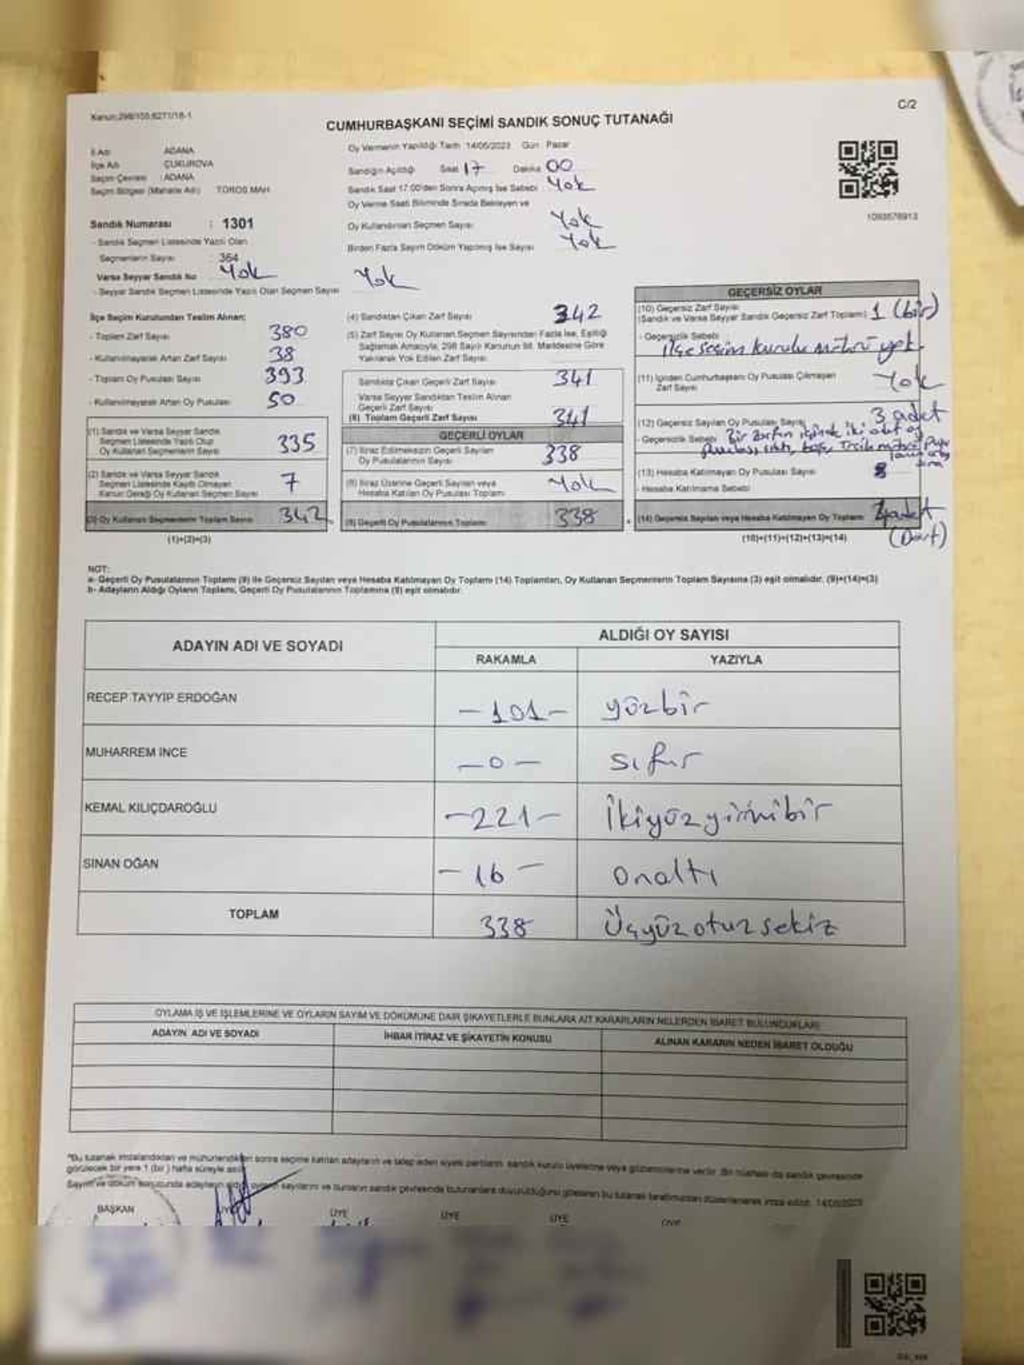 Kanun:298/105;6271/18-1
C/2
CUMHURBAŞKANI SEÇİMİ SANDIK SONUÇ TUTANAĞI
İl Adı ADANA
İlçe Adı ÇUKUROVA
Seçim Çevresi ADANA
Seçim Bölgesi (Mahalle Adı) TOROS MAH
Sandık Numarası : 1301
- Sandık Seçmen Listesinde Yazılı Olan
Seçmenlerin Sayısı : 364
Varsa Seyyar Sandık No Yok
- Seyyar Sandık Seçmen Listesinde Yazılı Olan Seçmen Sayısı Yok
Oy Vermenin Yapıldığı Tarih 14/05/2023 Gün Pazar
Sandığın Açıldığı Saat 17 Dakika 00
Sandık Saat 17.00'den Sonra Açılmış İse Sebebi Yok
Oy Verme Saati Bitiminde Sırada Bekleyen ve
Oy Kullandırılan Seçmen Sayısı Yok
Birden Fazla Sayım Döküm Yapılmış İse Sayısı Yok
1093576913
İlçe Seçim Kurulundan Teslim Alınan:
- Toplam Zarf Sayısı 380
- Kullanılmayarak Artan Zarf Sayısı 38
- Toplam Oy Pusulası Sayısı 393
- Kullanılmayarak Artan Oy Pusulası 50
(1) Sandık ve Varsa Seyyar Sandık
Seçmen Listesinde Yazılı Olup
Oy Kullanan Seçmenlerin Sayısı 335
(2) Sandık ve Varsa Seyyar Sandık
Seçmen Listesinde Kayıtlı Olmayan
Kanun Gereği Oy Kullanan Seçmen Sayısı 7
(3) Oy Kullanan Seçmenlerin Toplam Sayısı 342
(1)+(2)=(3)
(4) Sandıktan Çıkan Zarf Sayısı 342
(5) Zarf Sayısı Oy Kullanan Seçmen Sayısından Fazla İse, Eşitliği
Sağlamak Amacıyla, 298 Sayılı Kanunun 98. Maddesine Göre
Yakılarak Yok Edilen Zarf Sayısı
Sandıkta Çıkan Geçerli Zarf Sayısı 341
Varsa Seyyar Sandıktan Teslim Alınan
Geçerli Zarf Sayısı
(6) Toplam Geçerli Zarf Sayısı 341
GEÇERLİ OYLAR
(7) İtiraz Edilmeksizin Geçerli Sayılan
Oy Pusulalarının Sayısı 338
(8) İtiraz Üzerine Geçerli Sayılan veya
Hesaba Katılan Oy Pusulası Toplamı Yok
(9) Geçerli Oy Pusulalarının Toplamı 338
GEÇERSİZ OYLAR
(10) Geçersiz Zarf Sayısı
(Sandık ve Varsa Seyyar Sandık Geçersiz Zarf Toplamı) 1 (bir)
- Geçersizlik Sebebi
ilçe seçim kurulu mührü yok
(11) İçinden Cumhurbaşkanı Oy Pusulası Çıkmayan
Zarf Sayısı Yok
(12) Geçersiz Sayılan Oy Pusulası Sayısı 3 adet
- Geçersizlik Sebebi Bir zarfın içinde iki adet oy
pusulası çıktı, boş, Tercih mührü
(13) Hesaba Katılmayan Oy Pusulası Sayısı
- Hesaba Katılmama Sebebi
(14) Geçersiz Sayılan veya Hesaba Katılmayan Oy Toplamı 4 adet
(Dört)
(10)+(11)+(12)+(13)=(14)
NOT:
a- Geçerli Oy Pusulalarının Toplamı (9) ile Geçersiz Sayılan veya Hesaba Katılmayan Oy Toplamı (14) Toplamları, Oy Kullanan Seçmenlerin Toplam Sayısına (3) eşit olmalıdır. (9)+(14)=(3)
b- Adayların Aldığı Oyların Toplamı, Geçerli Oy Pusulalarının Toplamına (9) eşit olmalıdır.
ADAYIN ADI VE SOYADI ALDIĞI OY SAYISI
RAKAMLA YAZIYLA
RECEP TAYYİP ERDOĞAN -101- yüzbir
MUHARREM İNCE -0- sıfır
KEMAL KILIÇDAROĞLU -221- İkiyüzyirmibir
SİNAN OĞAN -16- onaltı
TOPLAM 338 Üçyüzotuzsekiz
OYLAMA İŞ VE İŞLEMLERİNE VE OYLARIN SAYIM VE DÖKÜMÜNE DAİR ŞİKAYETLERLE BUNLARA AİT KARARLARIN NELERDEN İBARET BULUNDUKLARI
ADAYIN ADI VE SOYADI İHBAR İTİRAZ VE ŞİKAYETİN KONUSU ALINAN KARARIN NEDEN İBARET OLDUĞU
*Bu tutanak imzalandıktan ve mühürlendikten sonra seçime katılan adayların ve talep eden siyasi partilerin sandık kurulu üyelerine veya gözlemcilerine verilir. Bir nüshası da sandık çevresinde
görülecek bir yere 1 (bir) hafta süreyle asılır.
Sayım ve döküm sonucunda adayların aldığı oyların sayılarını ve bunların sandık çevresinde bulunanlara duyurulduğunu gösteren bu tutanak tarafımızdan düzenlenerek imza edildi. 14/05/2023
BAŞKAN ÜYE ÜYE ÜYE ÜYE